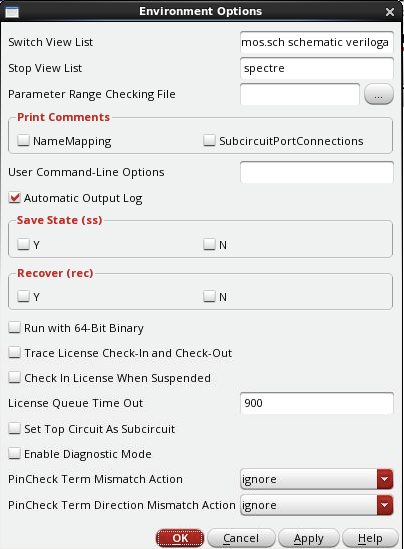 Environment Options
Switch View List mos.sch schematic veriloga
Stop View List spectre
Parameter Range Checking File ...
Print Comments
NameMapping SubcircuitPortConnections
User Command-Line Options
Automatic Output Log
Save State (ss)
Y N
Recover (rec)
Y N
Run with 64-Bit Binary
Trace License Check-In and Check-Out
Check In License When Suspended
License Queue Time Out 900
Set Top Circuit As Subcircuit
Enable Diagnostic Mode
PinCheck Term Mismatch Action ignore
PinCheck Term Direction Mismatch Action ignore
OK Cancel Apply Help